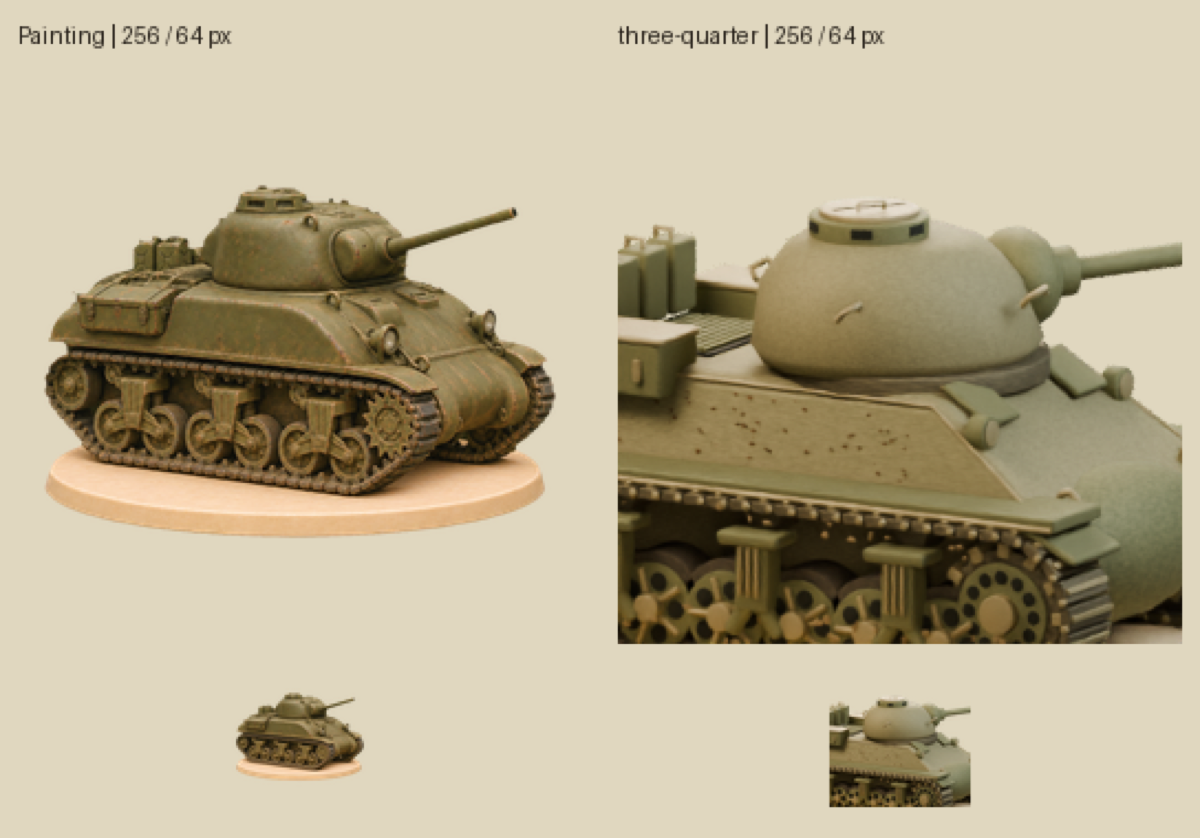 Painting | 256 / 64 px
three-quarter | 256 / 64 px